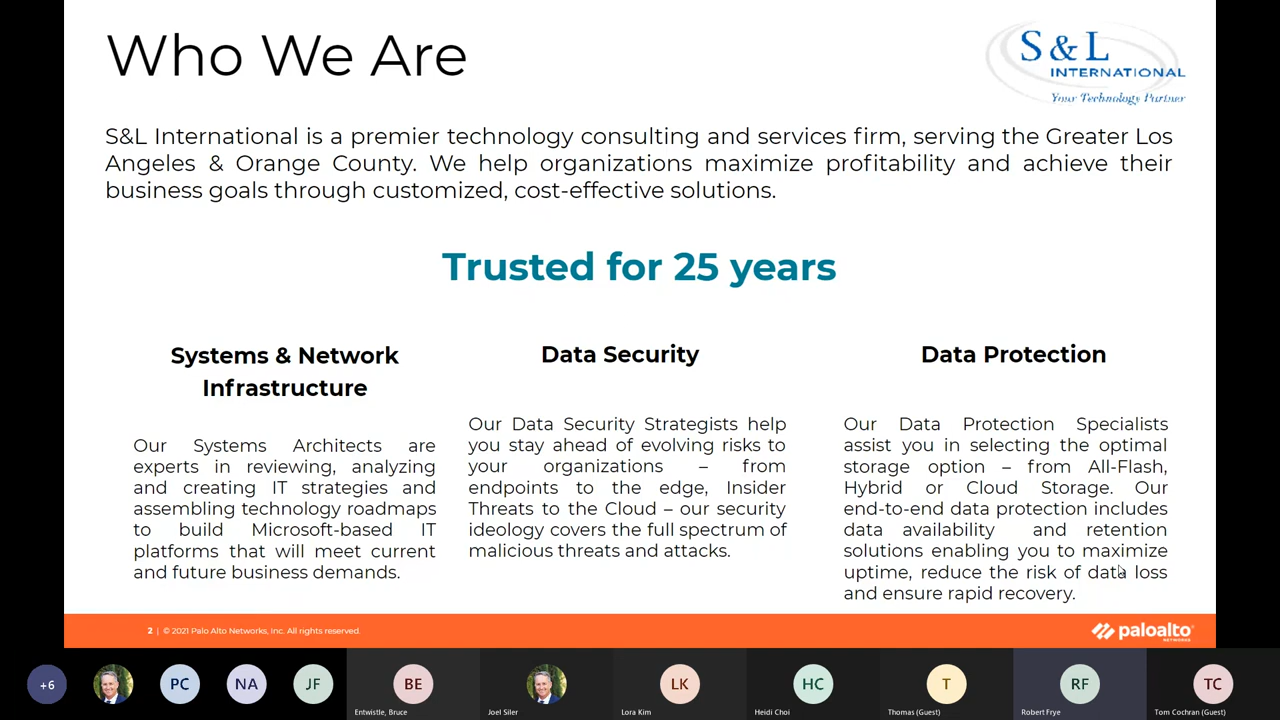 Who We Are
S & L
INTERNATIONAL
Your Technology Partner
S&L International is a premier technology consulting and services firm, serving the Greater Los
Angeles & Orange County. We help organizations maximize profitability and achieve their
business goals through customized, cost-effective solutions.
Trusted for 25 years
Systems & Network
Infrastructure
Our Systems Architects are
experts in reviewing, analyzing
and creating IT strategies and
assembling technology roadmaps
to build Microsoft-based IT
platforms that will meet current
and future business demands.
Data Security
Our Data Security Strategists help
you stay ahead of evolving risks to
your organizations – from
endpoints to the edge, Insider
Threats to the Cloud – our security
ideology covers the full spectrum of
malicious threats and attacks.
Data Protection
Our Data Protection Specialists
assist you in selecting the optimal
storage option – from All-Flash,
Hybrid or Cloud Storage. Our
end-to-end data protection includes
data availability and retention
solutions enabling you to maximize
uptime, reduce the risk of data loss
and ensure rapid recovery.
2 | © 2021 Palo Alto Networks, Inc. All rights reserved.
paloalto
NETWORKS
+6
PC
NA
JF
BE
LK
HC
T
RF
TC
Entwistle, Bruce
Joel Siler
Lora Kim
Heidi Choi
Thomas (Guest)
Robert Frye
Tom Cochran (Guest)